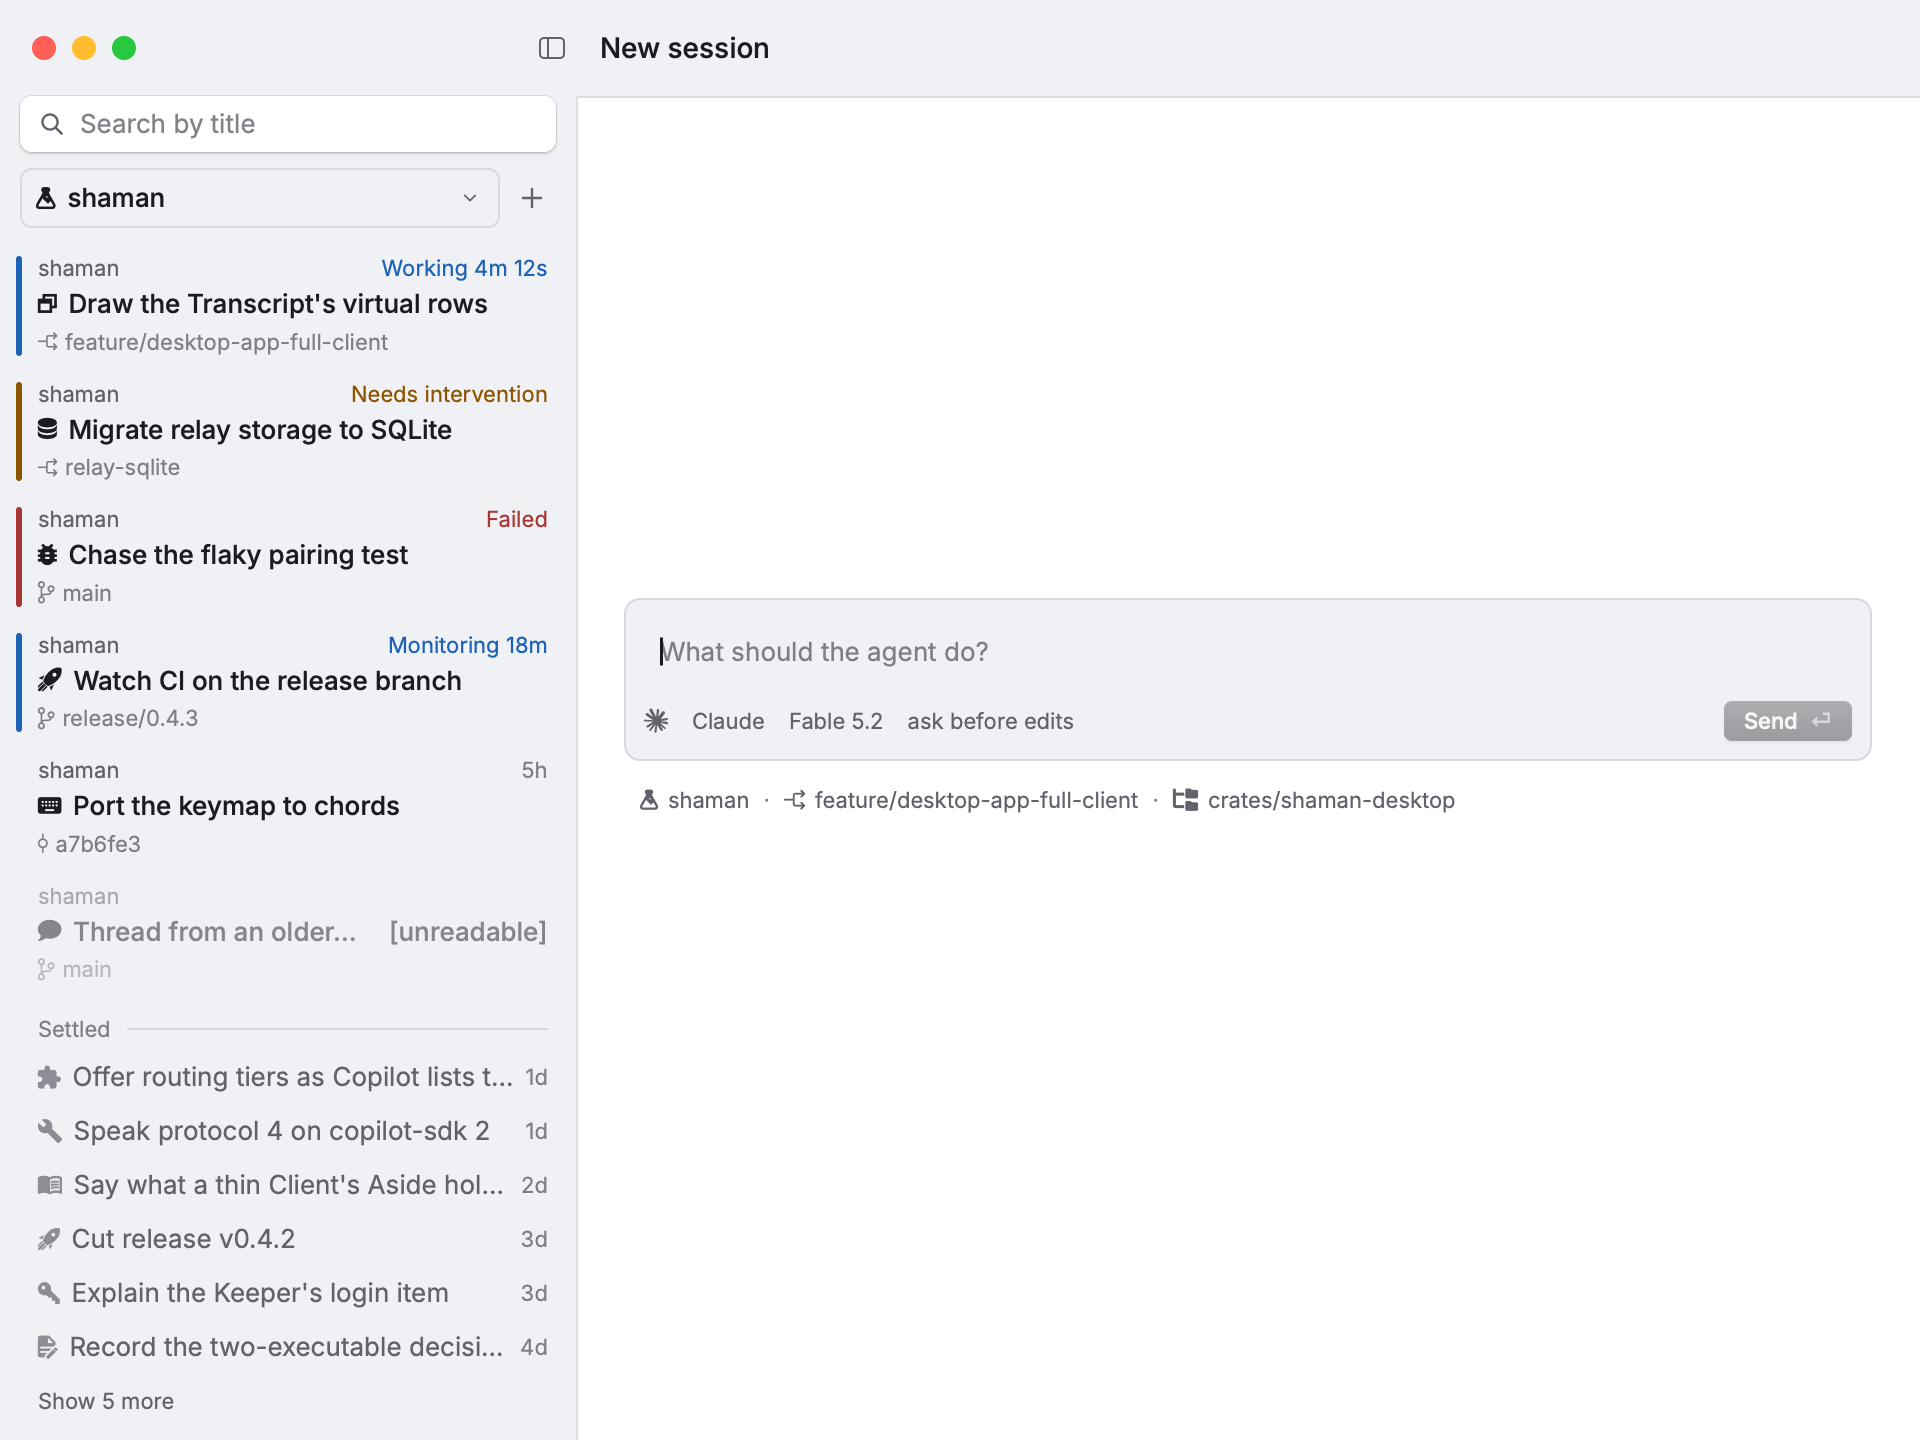 New session
Search by title
shaman
shaman Working 4m 12s
Draw the Transcript's virtual rows
feature/desktop-app-full-client
shaman Needs intervention
Migrate relay storage to SQLite
relay-sqlite
shaman Failed
Chase the flaky pairing test
main
shaman Monitoring 18m
Watch CI on the release branch
release/0.4.3
shaman 5h
Port the keymap to chords
a7b6fe3
shaman
Thread from an older... [unreadable]
main
Settled
Offer routing tiers as Copilot lists t... 1d
Speak protocol 4 on copilot-sdk 2 1d
Say what a thin Client's Aside hol... 2d
Cut release v0.4.2 3d
Explain the Keeper's login item 3d
Record the two-executable decisi... 4d
Show 5 more
What should the agent do?
Claude Fable 5.2 ask before edits Send
shaman · feature/desktop-app-full-client · crates/shaman-desktop